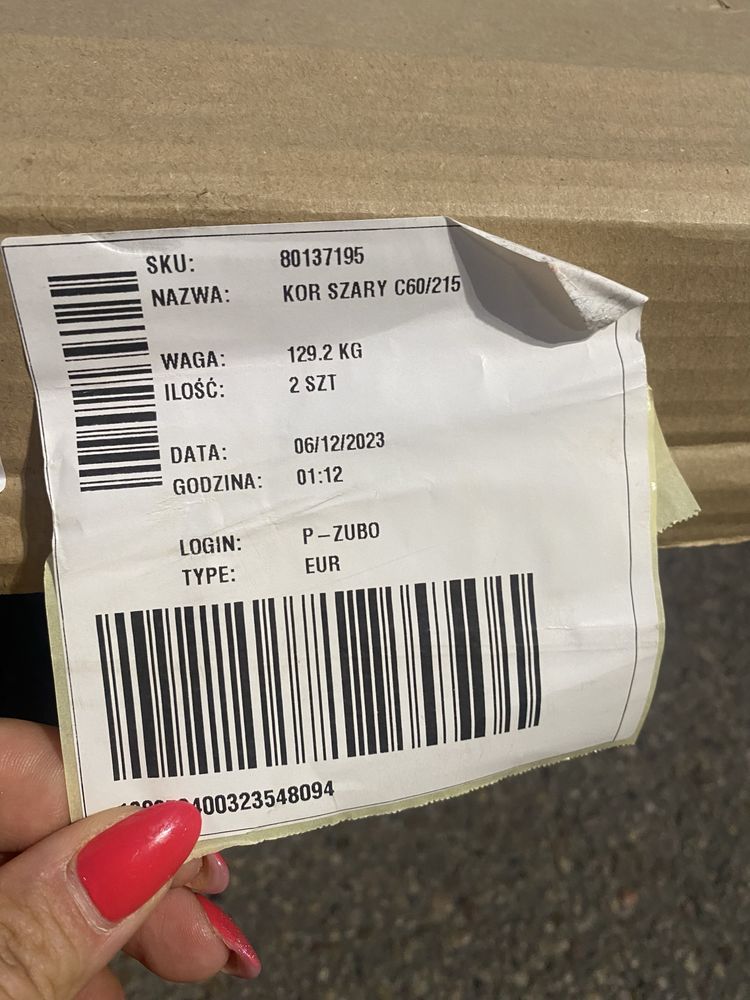 SKU: 80137195
NAZWA: KOR SZARY C60/215
WAGA: 129.2 KG
ILOŚĆ: 2 SZT
DATA: 06/12/2023
GODZINA: 01:12
LOGIN: P-ZUBO
TYPE: EUR
400323548094